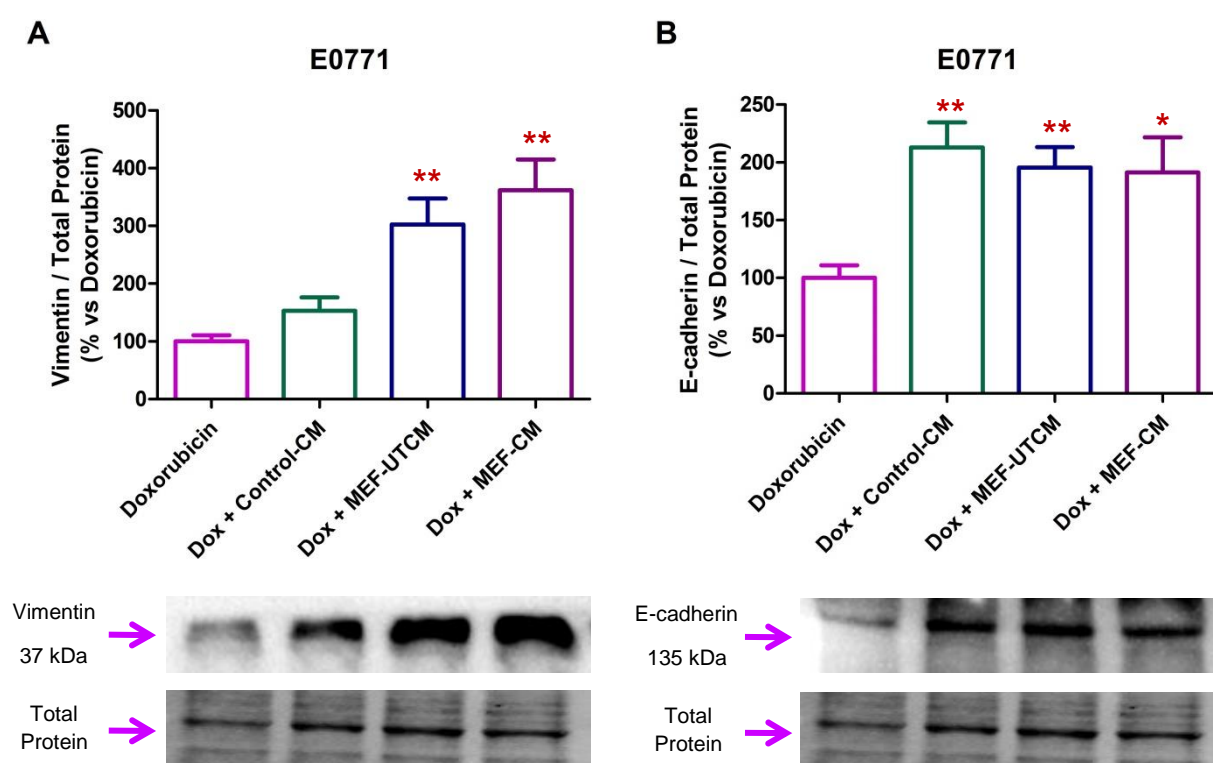 A
E0771
Vimentin / Total Protein
(% vs Doxorubicin)
500
400
300
200
100
0
**
**
Doxorubicin
Dox + Control-CM
Dox + MEF-UTCM
Dox + MEF-CM
Vimentin
37 kDa
Total
Protein
B
E0771
E-cadherin / Total Protein
(% vs Doxorubicin)
250
200
150
100
50
0
**
**
*
Doxorubicin
Dox + Control-CM
Dox + MEF-UTCM
Dox + MEF-CM
E-cadherin
135 kDa
Total
Protein